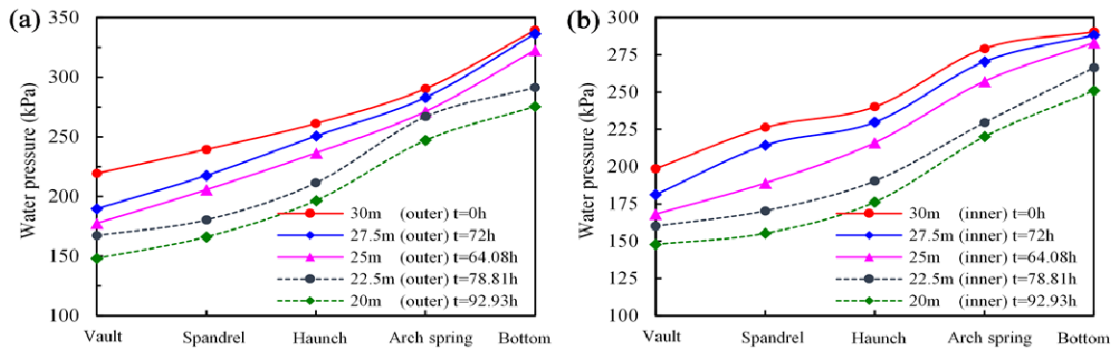 (a)
350
300
250
200
150
100
Water pressure (kPa)
30m (outer) t=0h
27.5m (outer) t=72h
25m (outer) t=64.08h
22.5m (outer) t=78.81h
20m (outer) t=92.93h
Vault Spandrel Haunch Arch spring Bottom
(b)
300
275
250
225
200
175
150
125
100
Water pressure (kPa)
30m (inner) t=0h
27.5m (inner) t=72h
25m (inner) t=64.08h
22.5m (inner) t=78.81h
20m (inner) t=92.93h
Vault Spandrel Haunch Arch spring Bottom